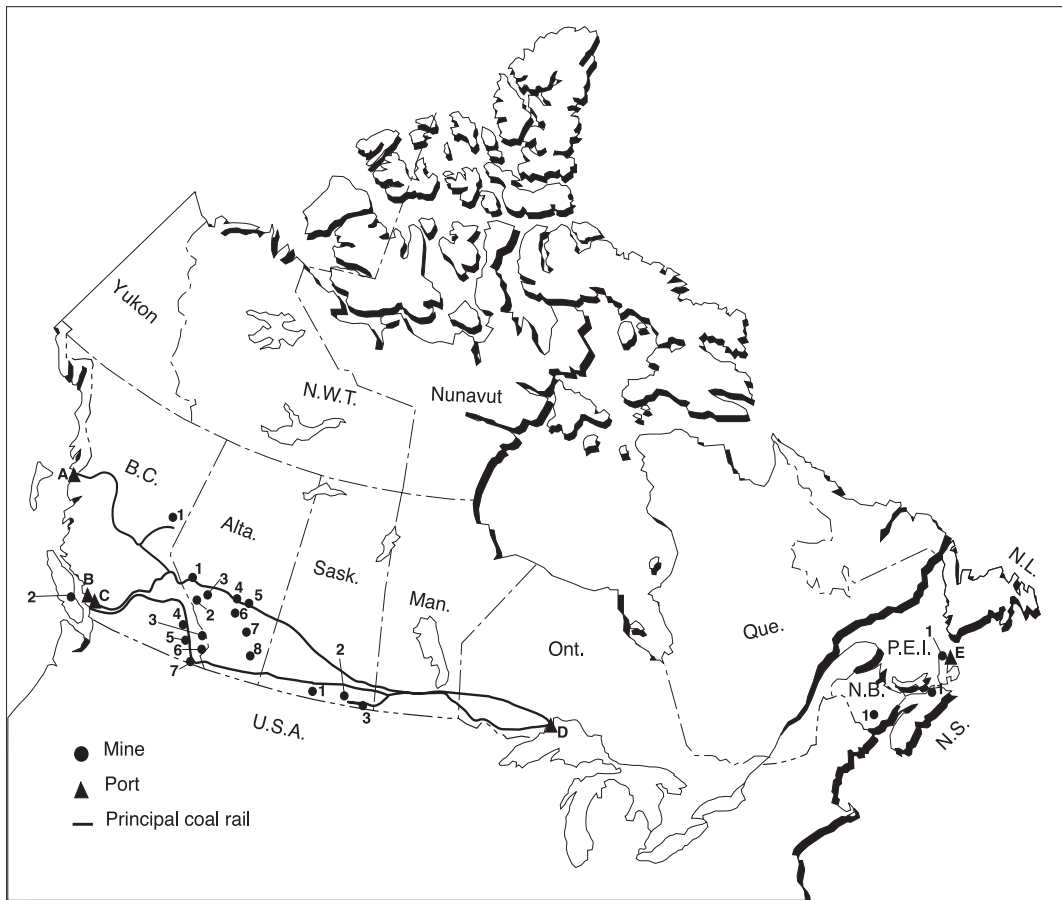 Yukon
N.W.T.
Nunavut
B.C.
A
1
Alta.
Sask.
Man.
Ont.
Que.
N.L.
1
3
4
5
2
6
B
C
2
4
3
7
5
6
8
7
2
1
3
U.S.A.
D
1
P.E.I.
E
N.B.
1
1
N.S.
Mine
Port
Principal coal rail